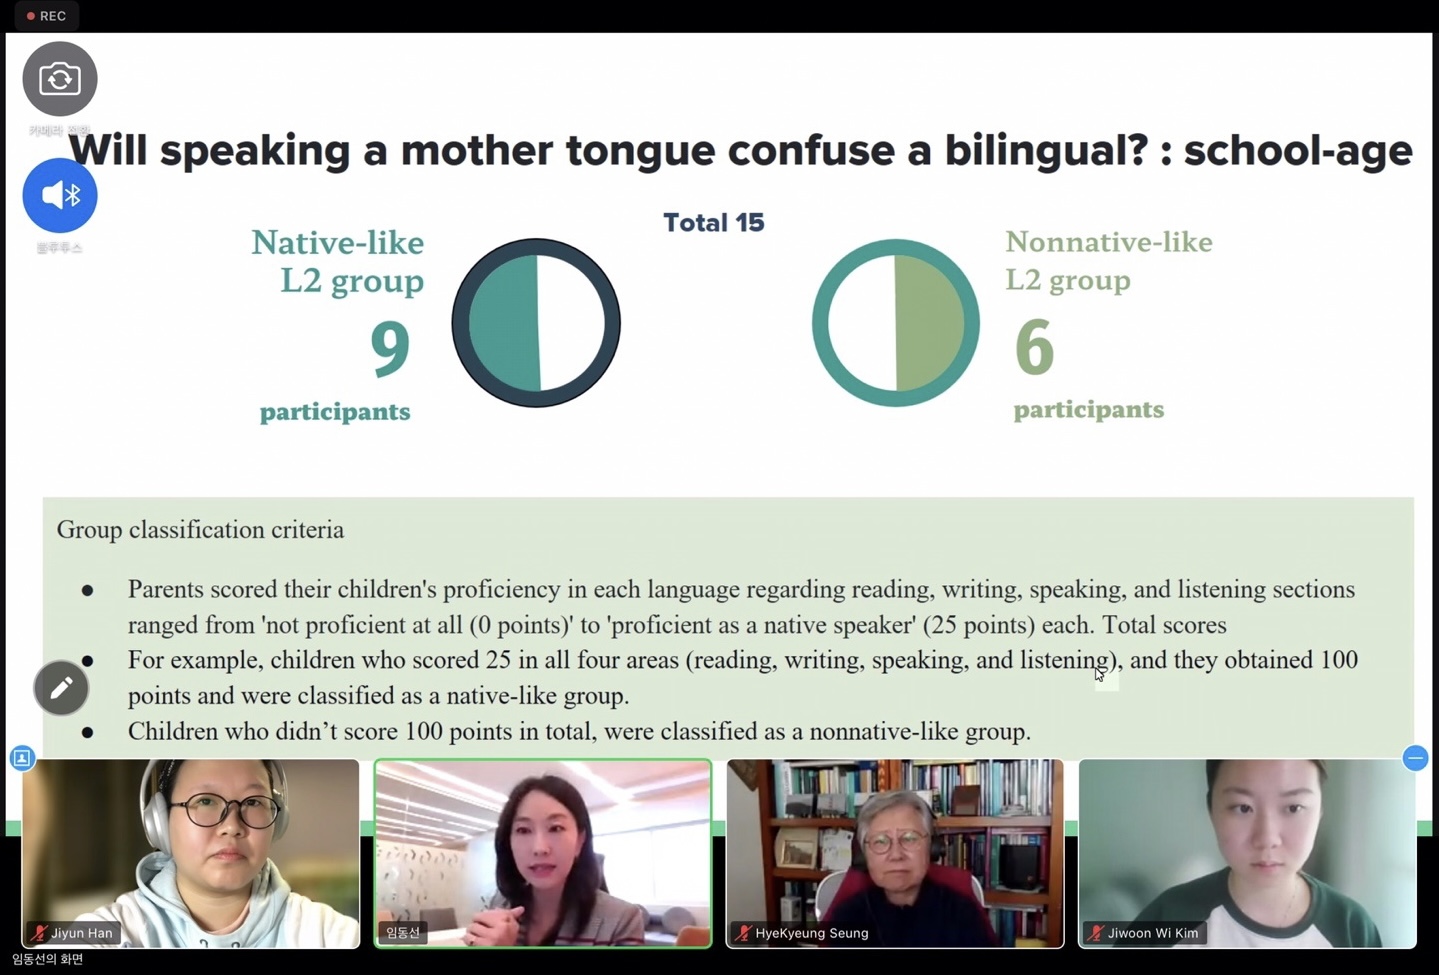 REC
카메라 전환
Will speaking a mother tongue confuse a bilingual? : school-age
블루투스
Total 15
Native-like
L2 group
9
participants
Nonnative-like
L2 group
6
participants
Group classification criteria
● Parents scored their children's proficiency in each language regarding reading, writing, speaking, and listening sections
ranged from 'not proficient at all (0 points)' to 'proficient as a native speaker' (25 points) each. Total scores
● For example, children who scored 25 in all four areas (reading, writing, speaking, and listening), and they obtained 100
points and were classified as a native-like group.
● Children who didn’t score 100 points in total, were classified as a nonnative-like group.
Jiyun Han
임동선
HyeKyeung Seung
Jiwoon Wi Kim
임동선의 화면